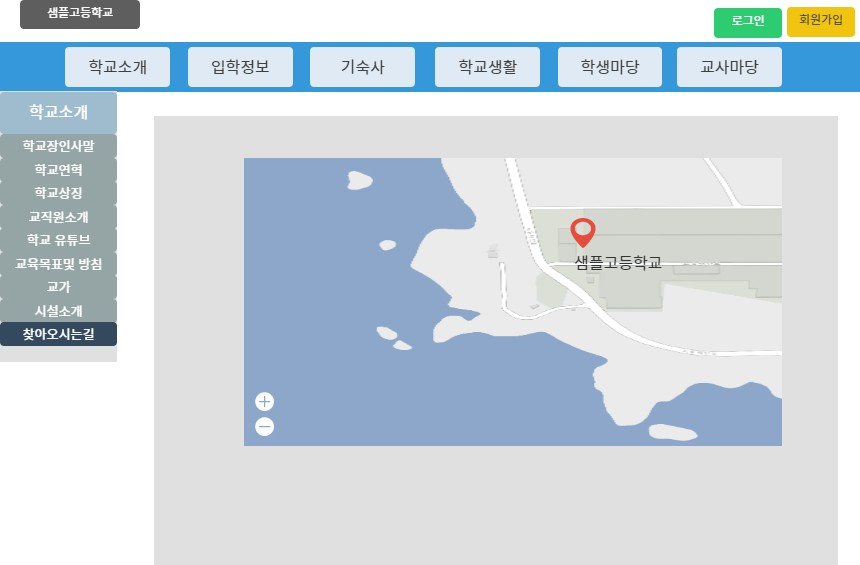 샘플고등학교
로그인
회원가입
학교소개
입학정보
기숙사
학교생활
학생마당
교사마당
학교소개
학교장인사말
학교연혁
학교상징
교직원소개
학교 유튜브
교육목표및 방침
교가
시설소개
찾아오시는길
샘플고등학교